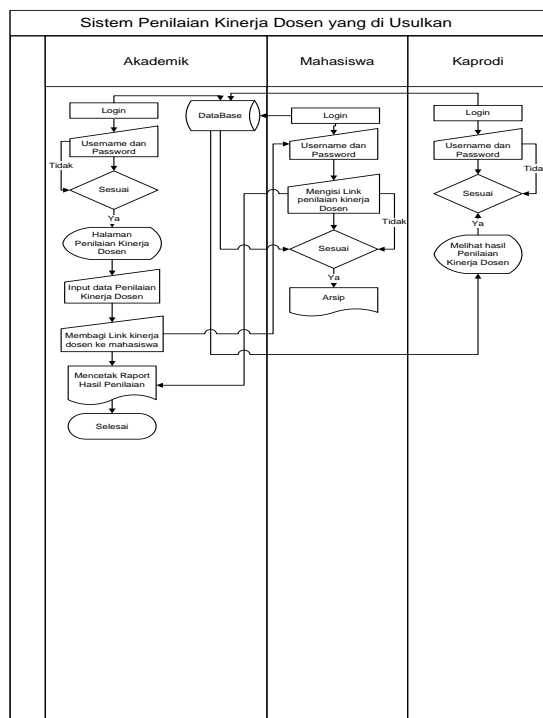 Sistem Penilaian Kinerja Dosen yang di Usulkan
Akademik
Mahasiswa
Kaprodi
Login
Username dan
Password
Tidak
Sesuai
Ya
Halaman
Penilaian Kinerja
Dosen
Input data Penilaian
Kinerja Dosen
Membagi Link kinerja
dosen ke mahasiswa
Mencetak Raport
Hasil Penilaian
Selesai
DataBase
Login
Username dan
Password
Mengisi Link
penilaian kinerja
Dosen
Tidak
Sesuai
Ya
Arsip
Login
Username dan
Password
Tida
Sesuai
Ya
Melihat hasil
Penilaian
Kinerja Dosen